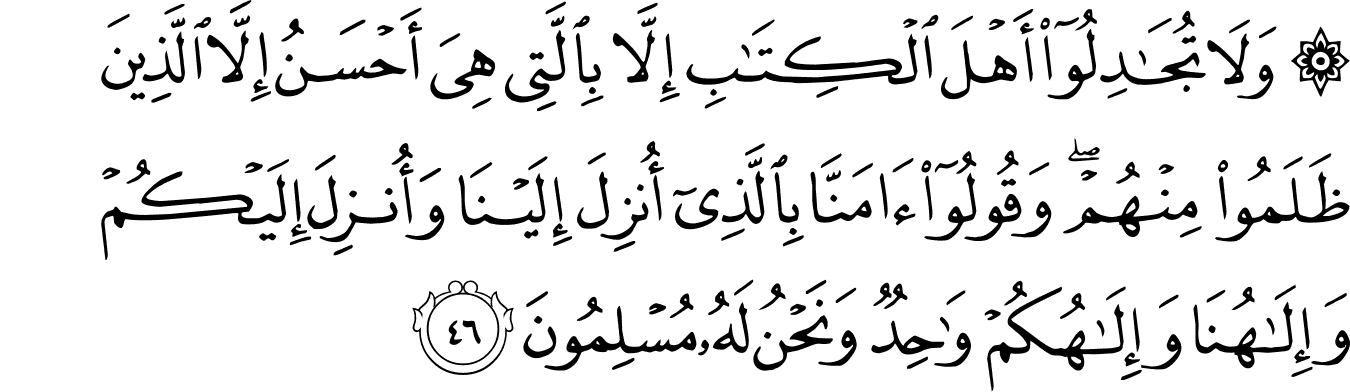 ۞ وَلَا تُجَـٰدِلُوٓا۟ أَهْلَ ٱلْكِتَـٰبِ إِلَّا بِٱلَّتِى هِىَ أَحْسَنُ إِلَّا ٱلَّذِينَ
ظَلَمُوا۟ مِنْهُمْ ۖ وَقُولُوٓا۟ ءَامَنَّا بِٱلَّذِىٓ أُنزِلَ إِلَيْنَا وَأُنزِلَ إِلَيْكُمْ
وَإِلَـٰهُنَا وَإِلَـٰهُكُمْ وَٰحِدٌ وَنَحْنُ لَهُۥ مُسْلِمُونَ ٤٦